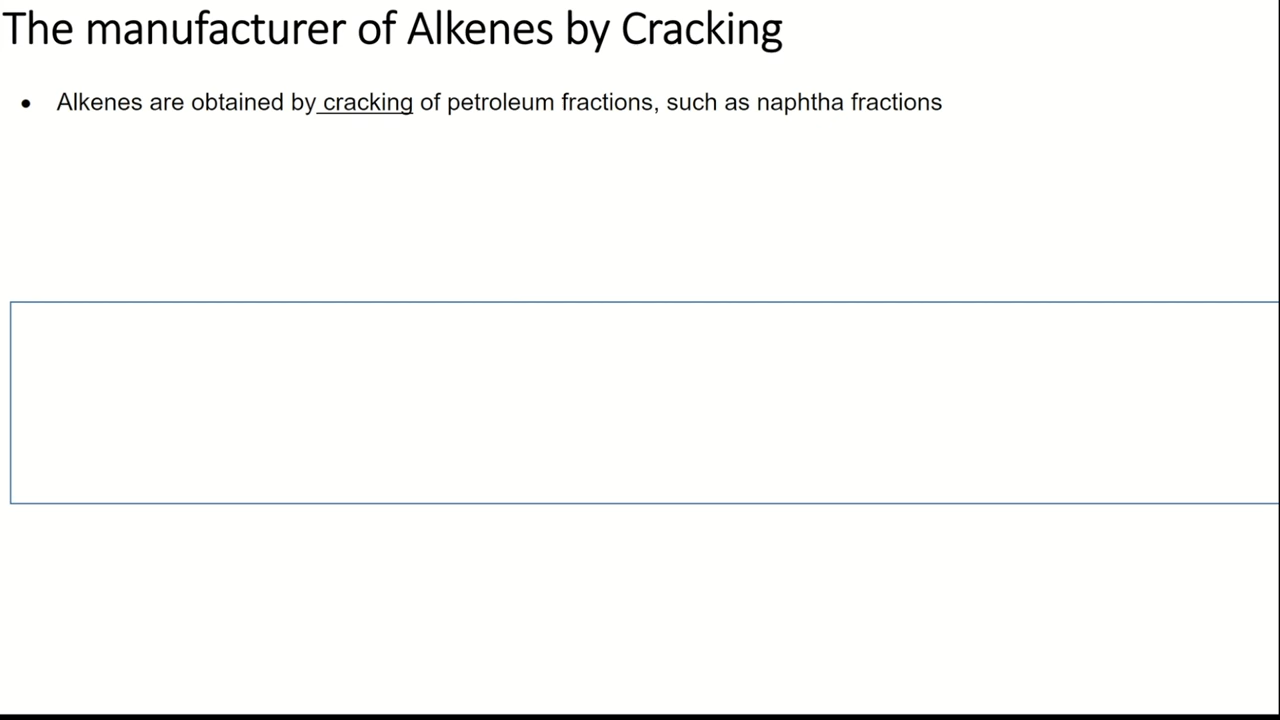 The manufacturer of Alkenes by Cracking
• Alkenes are obtained by cracking of petroleum fractions, such as naphtha fractions